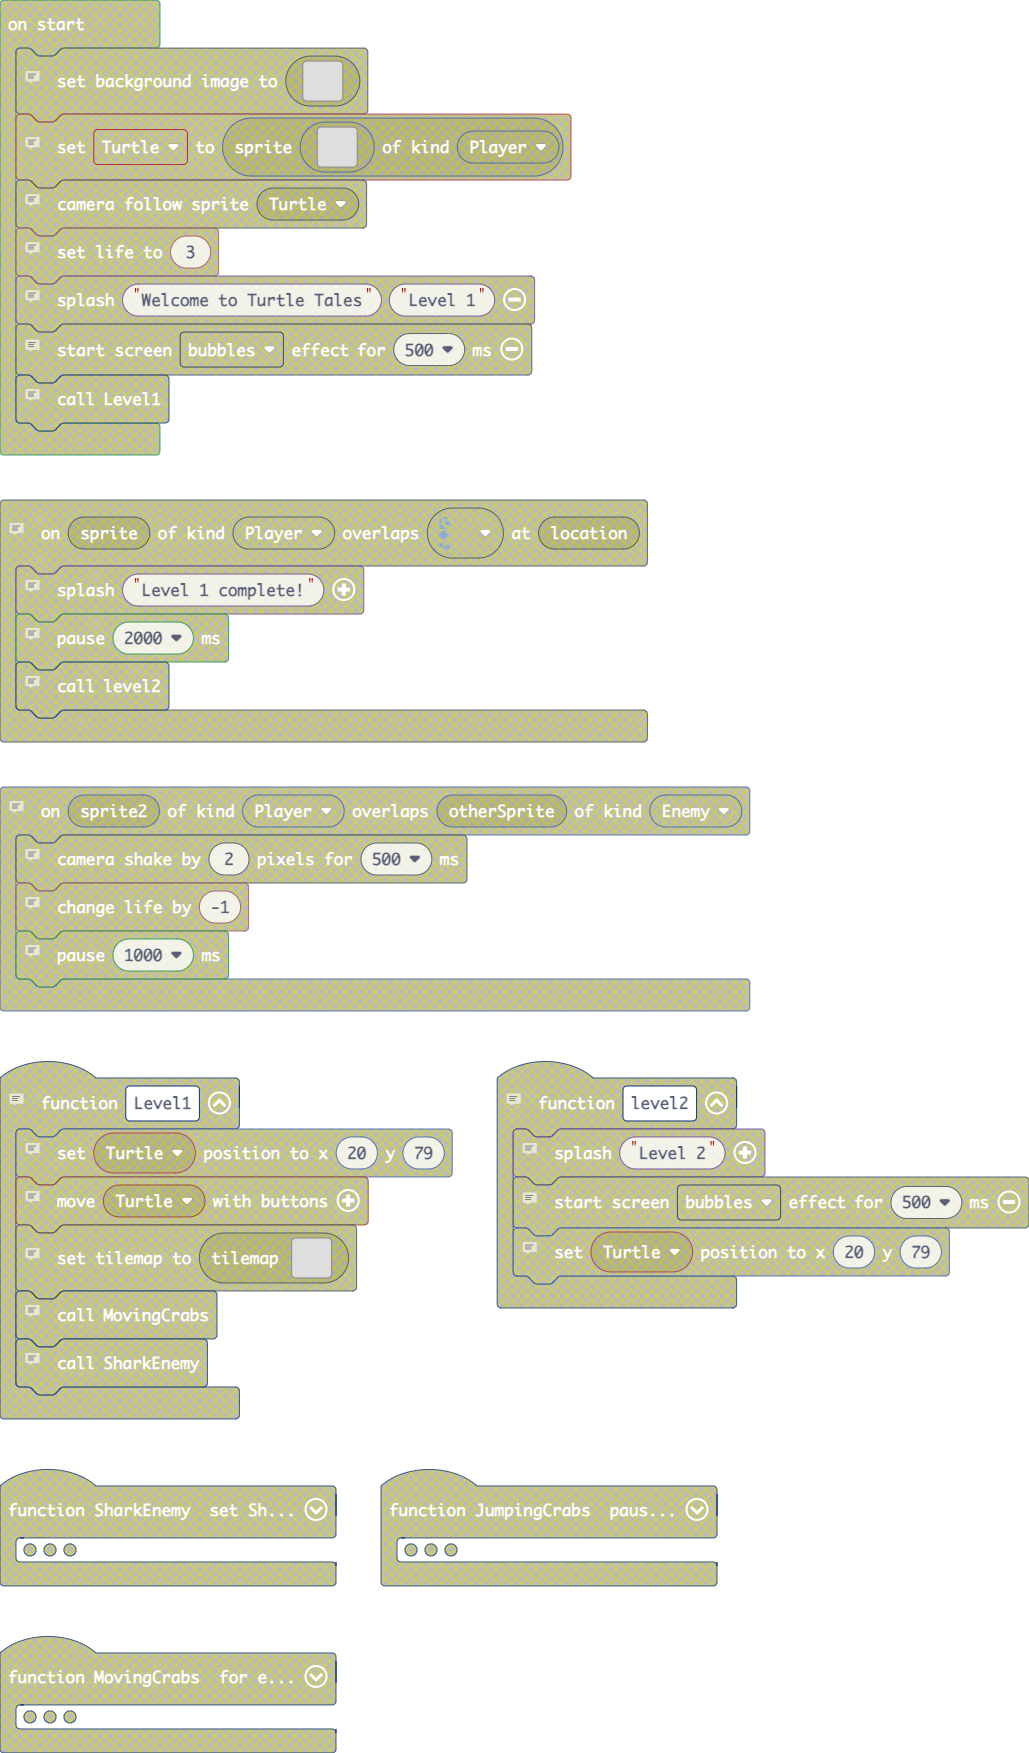 on start
set background image to
set Turtle to sprite of kind Player
camera follow sprite Turtle
set life to 3
splash "Welcome to Turtle Tales" "Level 1"
start screen bubbles effect for 500 ms
call Level1
on sprite of kind Player overlaps at location
splash "Level 1 complete!"
pause 2000 ms
call level2
on sprite2 of kind Player overlaps otherSprite of kind Enemy
camera shake by 2 pixels for 500 ms
change life by -1
pause 1000 ms
function Level1
set Turtle position to x 20 y 79
move Turtle with buttons
set tilemap to tilemap
call MovingCrabs
call SharkEnemy
function level2
splash "Level 2"
start screen bubbles effect for 500 ms
set Turtle position to x 20 y 79
function SharkEnemy set Sh...
function JumpingCrabs paus...
function MovingCrabs for e...